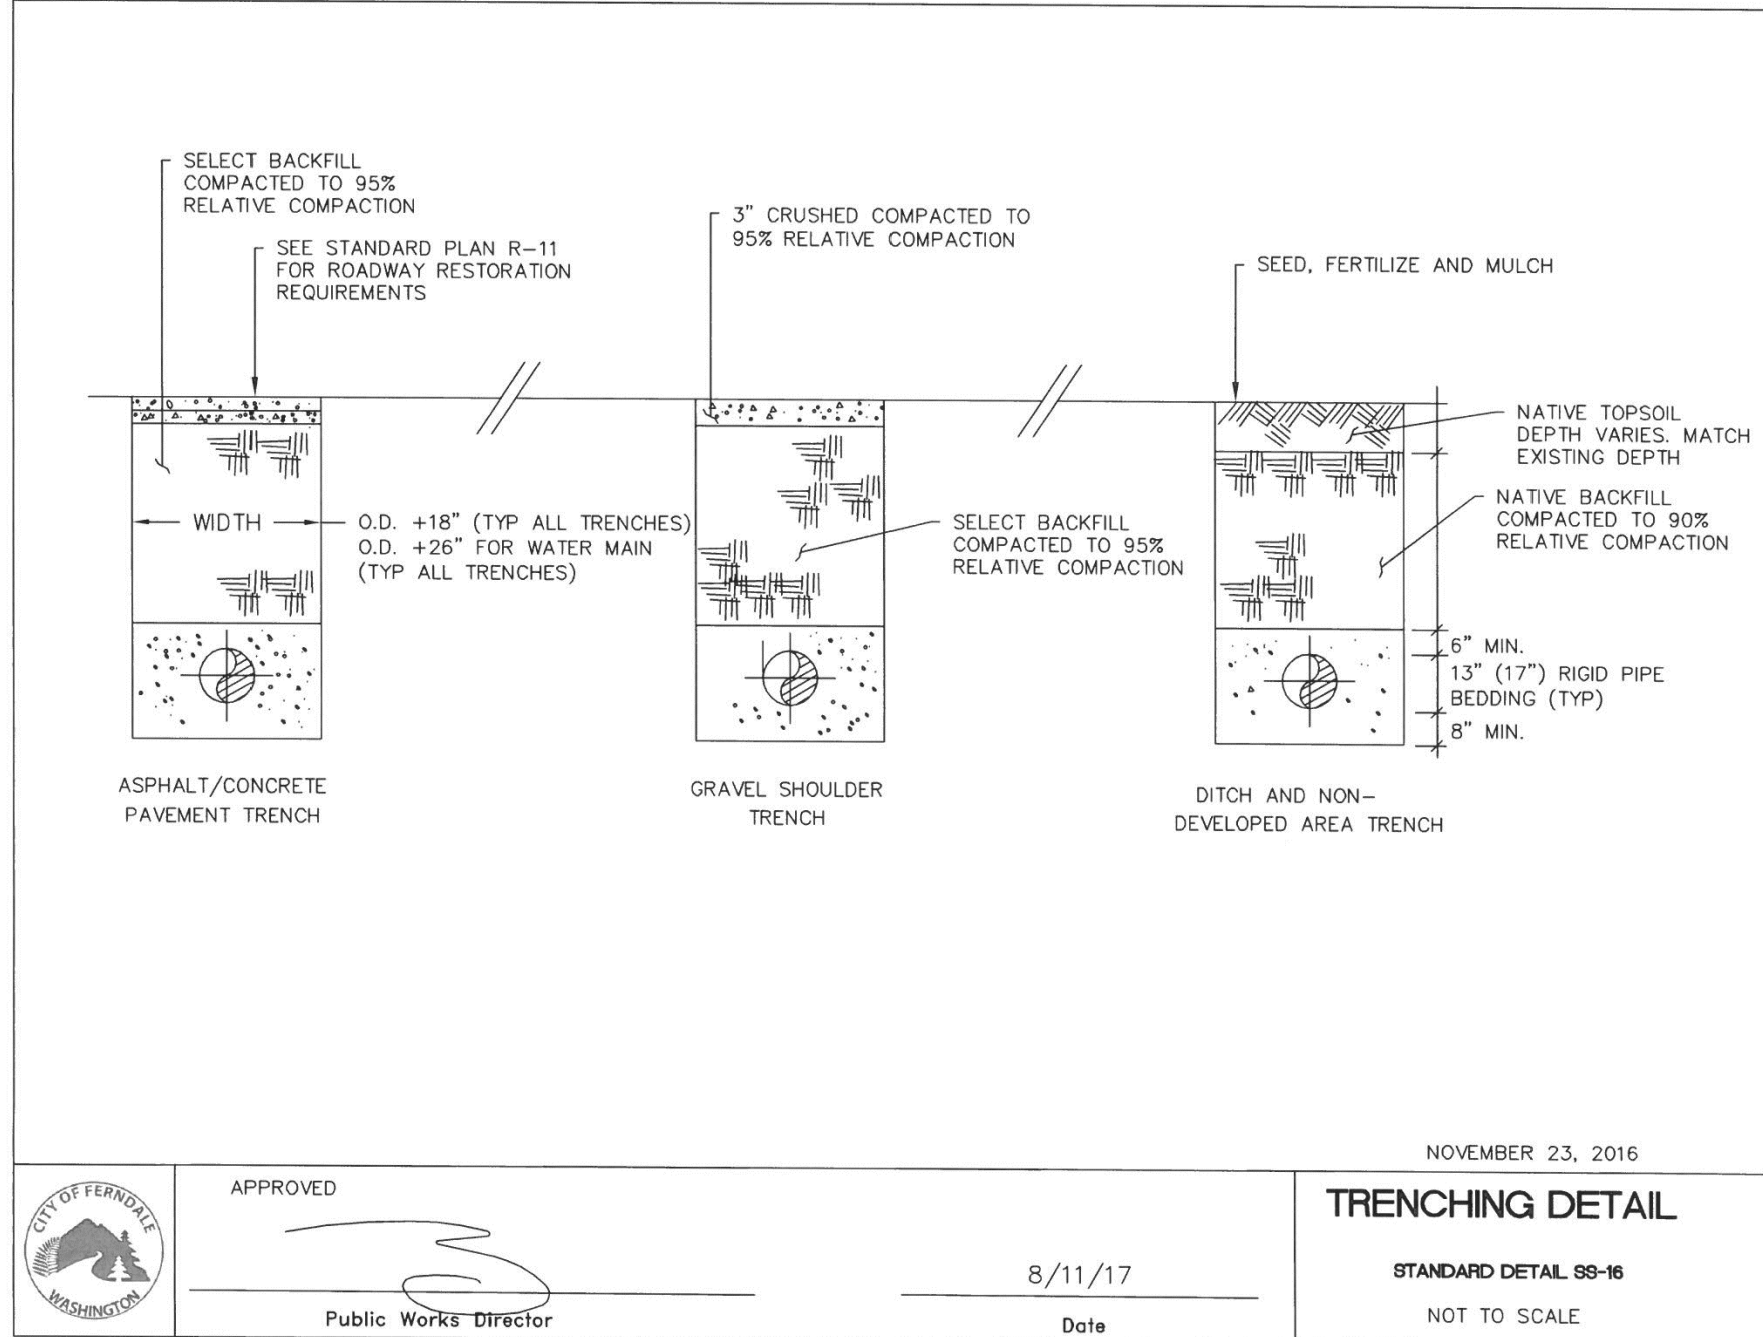 SELECT BACKFILL
COMPACTED TO 95%
RELATIVE COMPACTION
SEE STANDARD PLAN R-11
FOR ROADWAY RESTORATION
REQUIREMENTS
3" CRUSHED COMPACTED TO
95% RELATIVE COMPACTION
SEED, FERTILIZE AND MULCH
NATIVE TOPSOIL
DEPTH VARIES. MATCH
EXISTING DEPTH
WIDTH
O.D. +18" (TYP ALL TRENCHES)
O.D. +26" FOR WATER MAIN
(TYP ALL TRENCHES)
SELECT BACKFILL
COMPACTED TO 95%
RELATIVE COMPACTION
NATIVE BACKFILL
COMPACTED TO 90%
RELATIVE COMPACTION
6" MIN.
13" (17") RIGID PIPE
BEDDING (TYP)
8" MIN.
ASPHALT/CONCRETE
PAVEMENT TRENCH
GRAVEL SHOULDER
TRENCH
DITCH AND NON-
DEVELOPED AREA TRENCH
NOVEMBER 23, 2016
CITY OF FERNDALE
WASHINGTON
APPROVED
Public Works Director
8/11/17
Date
TRENCHING DETAIL
STANDARD DETAIL SS-16
NOT TO SCALE